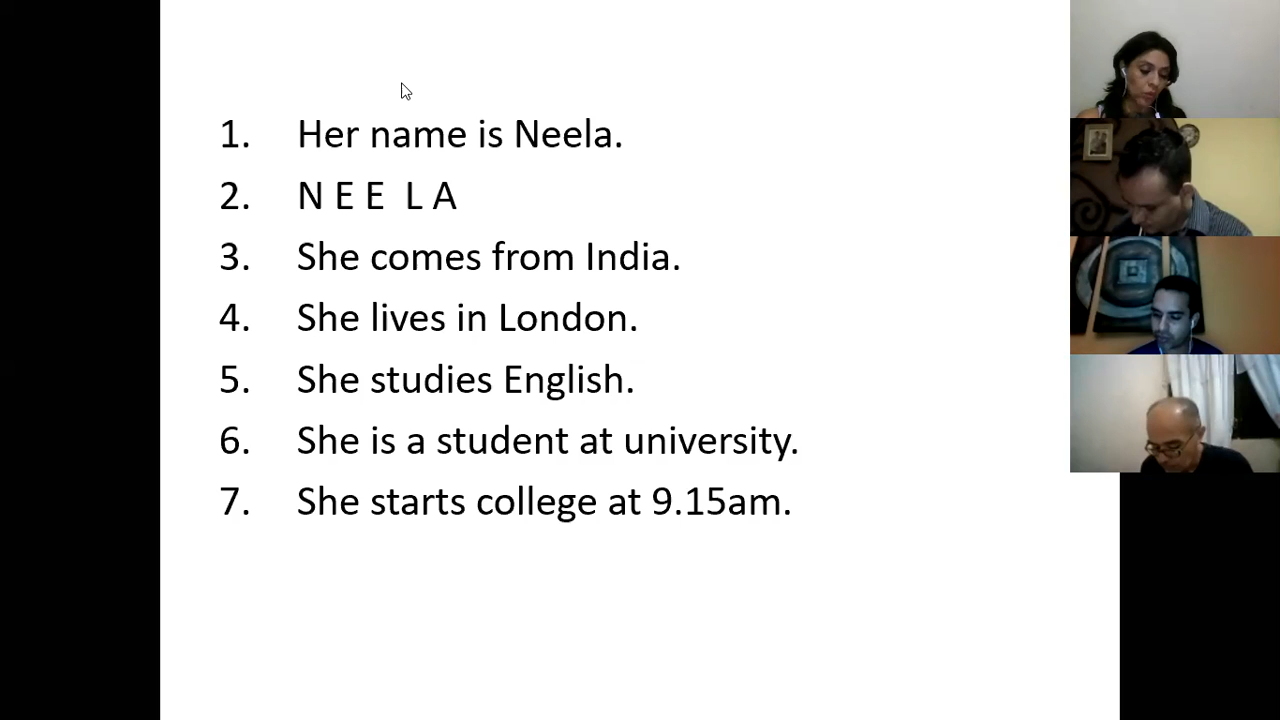 1. Her name is Neela.
2. N E E L A
3. She comes from India.
4. She lives in London.
5. She studies English.
6. She is a student at university.
7. She starts college at 9.15am.